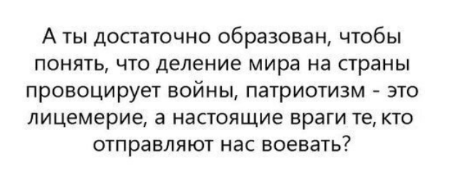 А ты достаточно образован, чтобы
понять, что деление мира на страны
провоцирует войны, патриотизм - это
лицемерие, а настоящие враги те, кто
отправляют нас воевать?